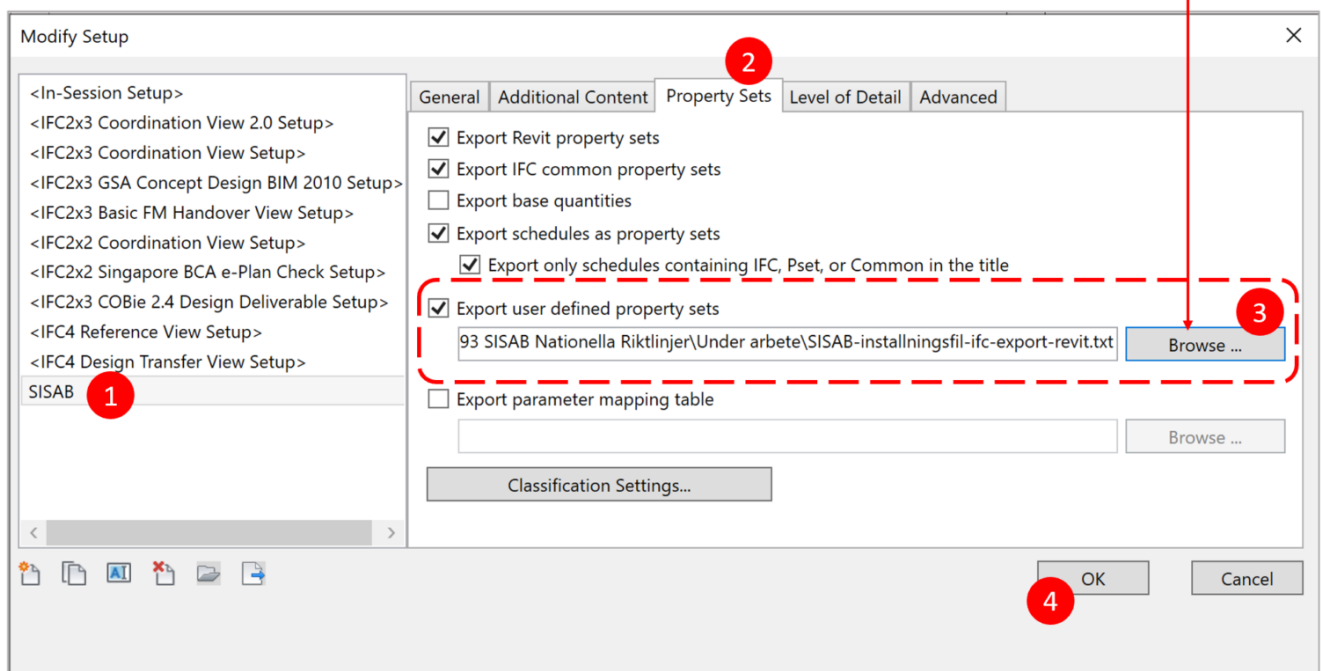 Modify Setup
2
<In-Session Setup>
<IFC2x3 Coordination View 2.0 Setup>
<IFC2x3 Coordination View Setup>
<IFC2x3 GSA Concept Design BIM 2010 Setup>
<IFC2x3 Basic FM Handover View Setup>
<IFC2x2 Coordination View Setup>
<IFC2x2 Singapore BCA e-Plan Check Setup>
<IFC2x3 COBie 2.4 Design Deliverable Setup>
<IFC4 Reference View Setup>
<IFC4 Design Transfer View Setup>
SISAB 1
General Additional Content Property Sets Level of Detail Advanced
Export Revit property sets
Export IFC common property sets
Export base quantities
Export schedules as property sets
Export only schedules containing IFC, Pset, or Common in the title
Export user defined property sets
3
93 SISAB Nationella Riktlinjer\Under arbete\SISAB-installningsfil-ifc-export-revit.txt Browse ...
Export parameter mapping table
Browse ...
Classification Settings...
AI
OK Cancel
4